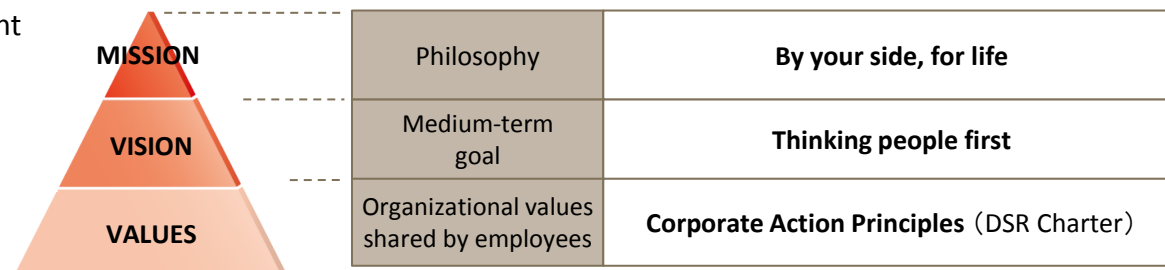 nt
MISSION
Philosophy
By your side, for life
VISION
Medium-term
goal
Thinking people first
VALUES
Organizational values
shared by employees
Corporate Action Principles（DSR Charter）